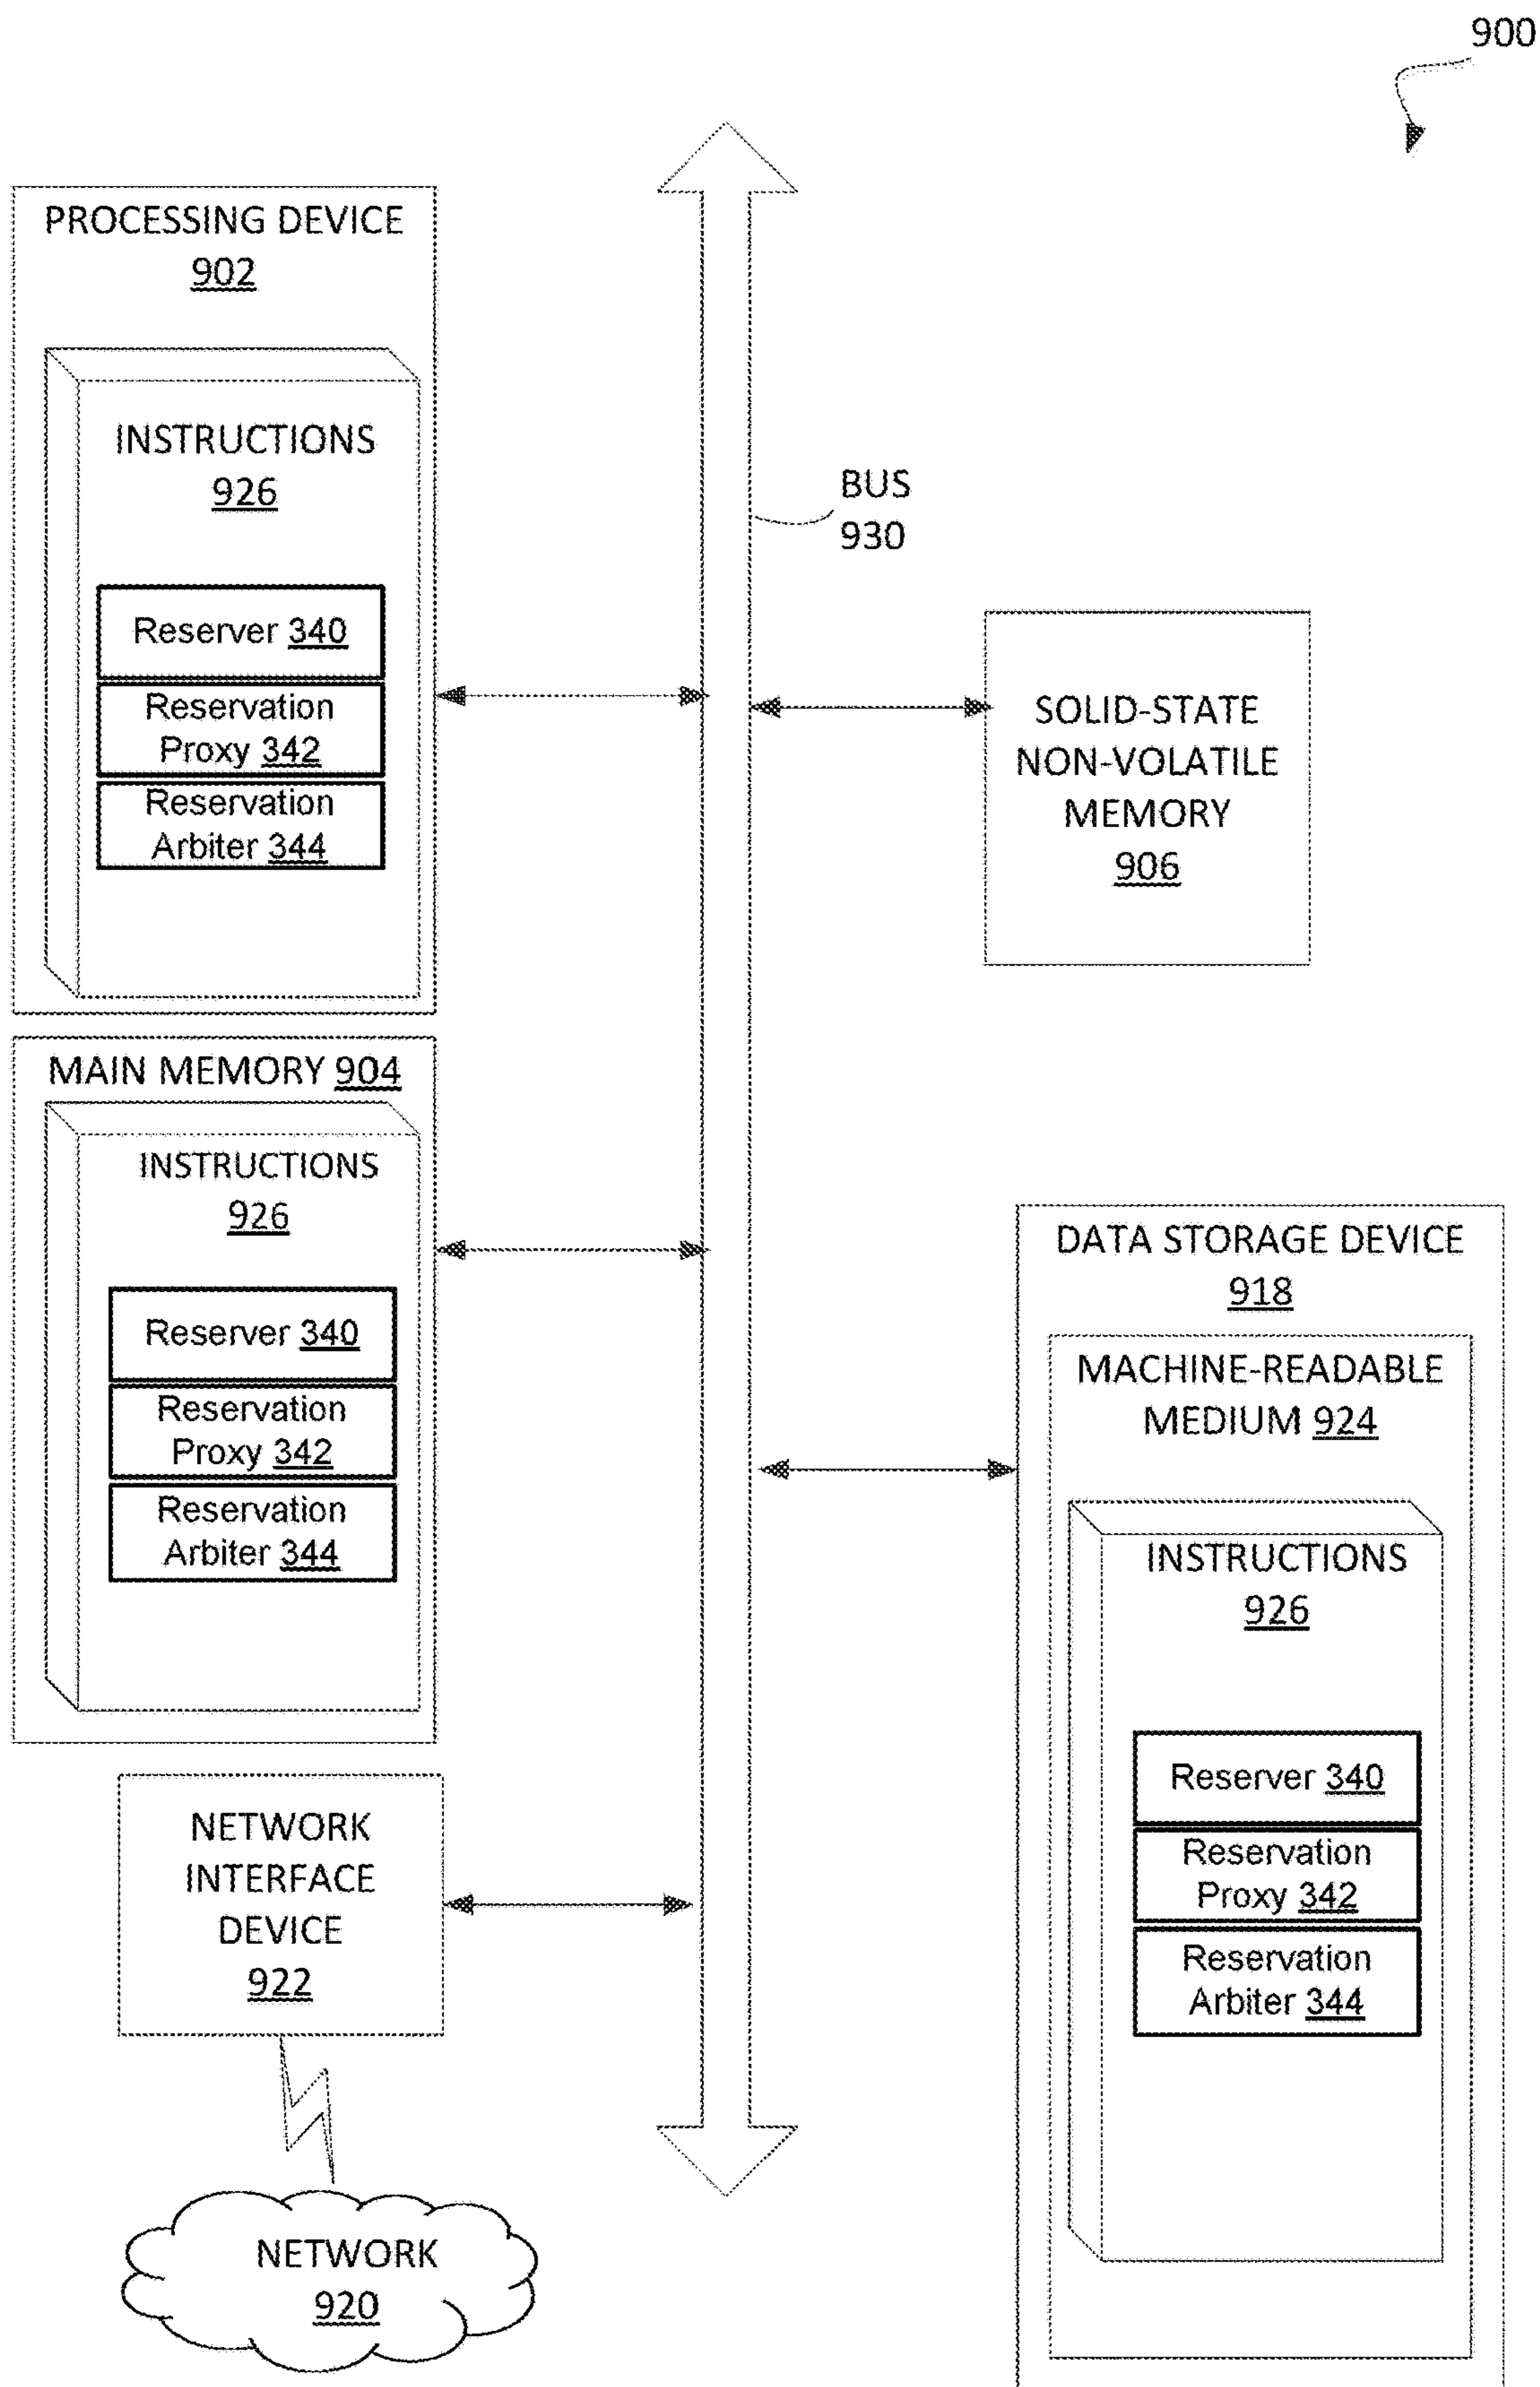 900
PROCESSING DEVICE
902
INSTRUCTIONS
926
Reserver 340
Reservation
Proxy 342
Reservation
Arbiter 344
BUS
930
SOLID-STATE
NON-VOLATILE
MEMORY
906
MAIN MEMORY 904
INSTRUCTIONS
926
Reserver 340
Reservation
Proxy 342
Reservation
Arbiter 344
DATA STORAGE DEVICE
918
MACHINE-READABLE
MEDIUM 924
INSTRUCTIONS
926
Reserver 340
Reservation
Proxy 342
Reservation
Arbiter 344
NETWORK
INTERFACE
DEVICE
922
NETWORK
920